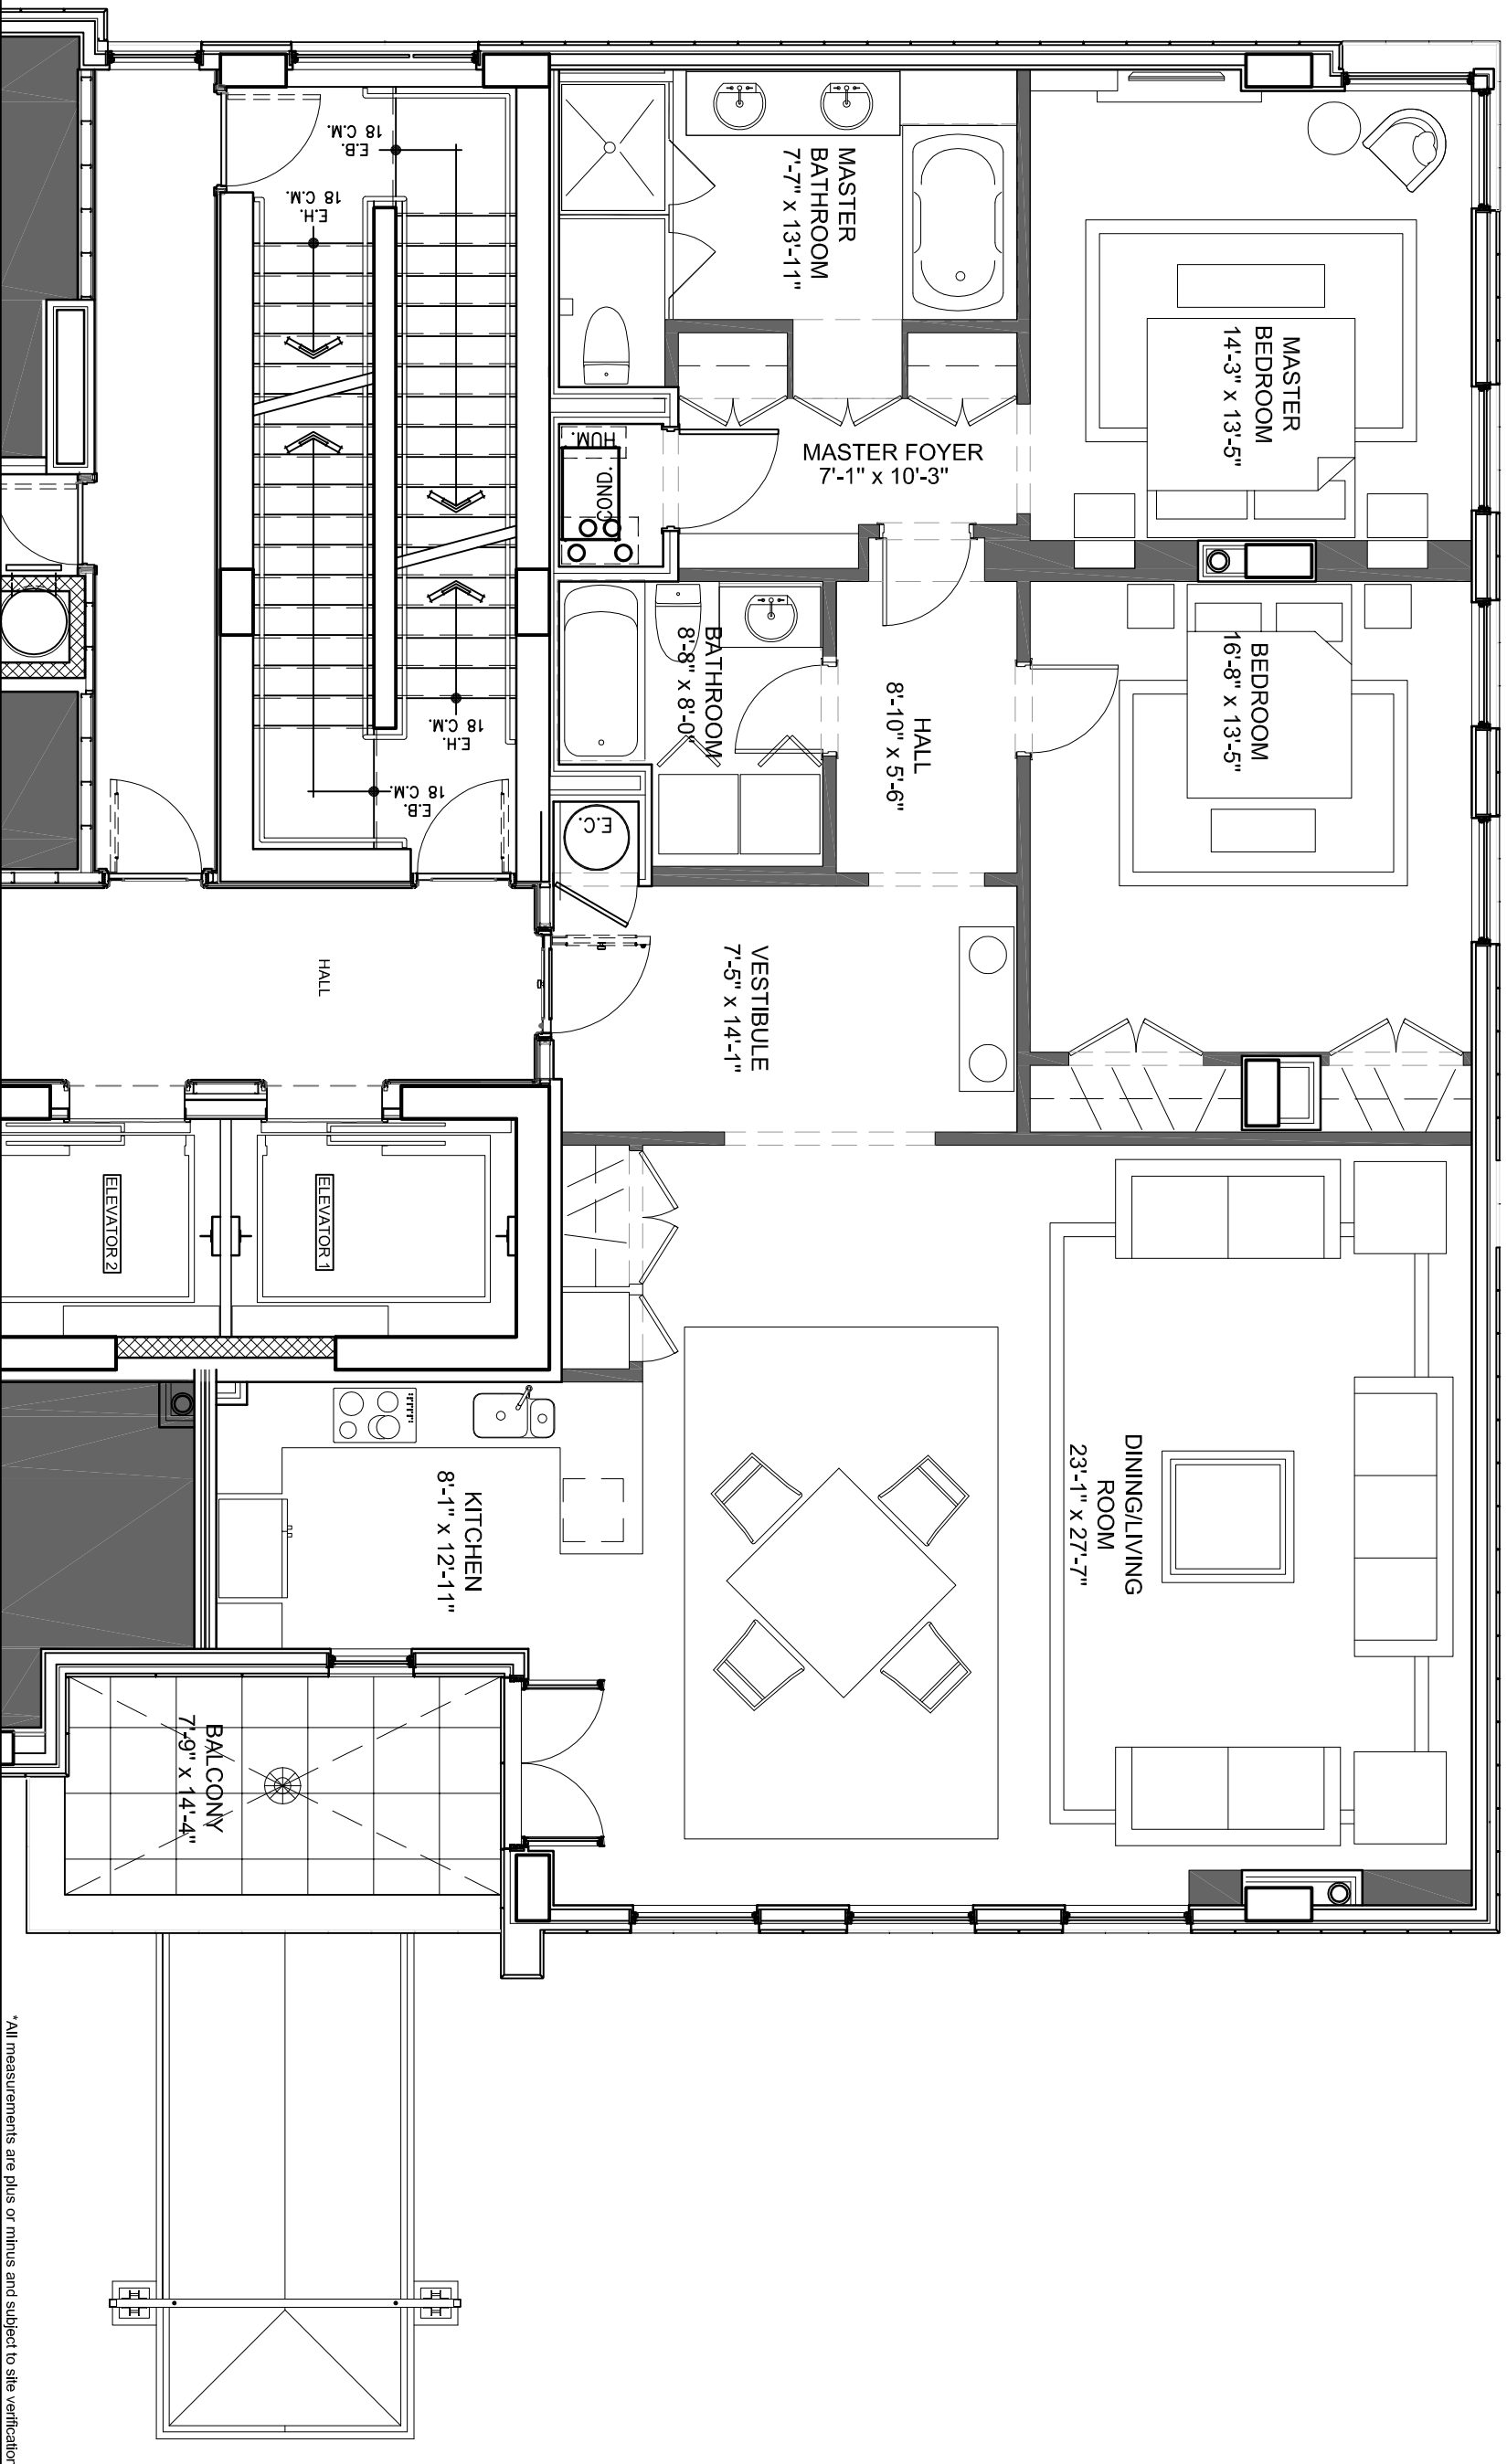 MASTER
BATHROOM
7'-7" x 13'-11"
MASTER
BEDROOM
14'-3" x 13'-5"
MASTER FOYER
7'-1" x 10'-3"
HUM.
COND.
BATHROOM
8'-8" x 8'-0"
HALL
8'-10" x 5'-6"
BEDROOM
16'-8" x 13'-5"
E.C.
VESTIBULE
7'-5" x 14'-1"
E.B.
18 C.M.
E.H.
18 C.M.
E.H.
18 C.M.
E.B.
18 C.M.
HALL
ELEVATOR 1
ELEVATOR 2
DINING/LIVING
ROOM
23'-1" x 27'-7"
KITCHEN
8'-1" x 12'-11"
BALCONY
7'-9" x 14'-4"
*All measurements are plus or minus and subject to site verification